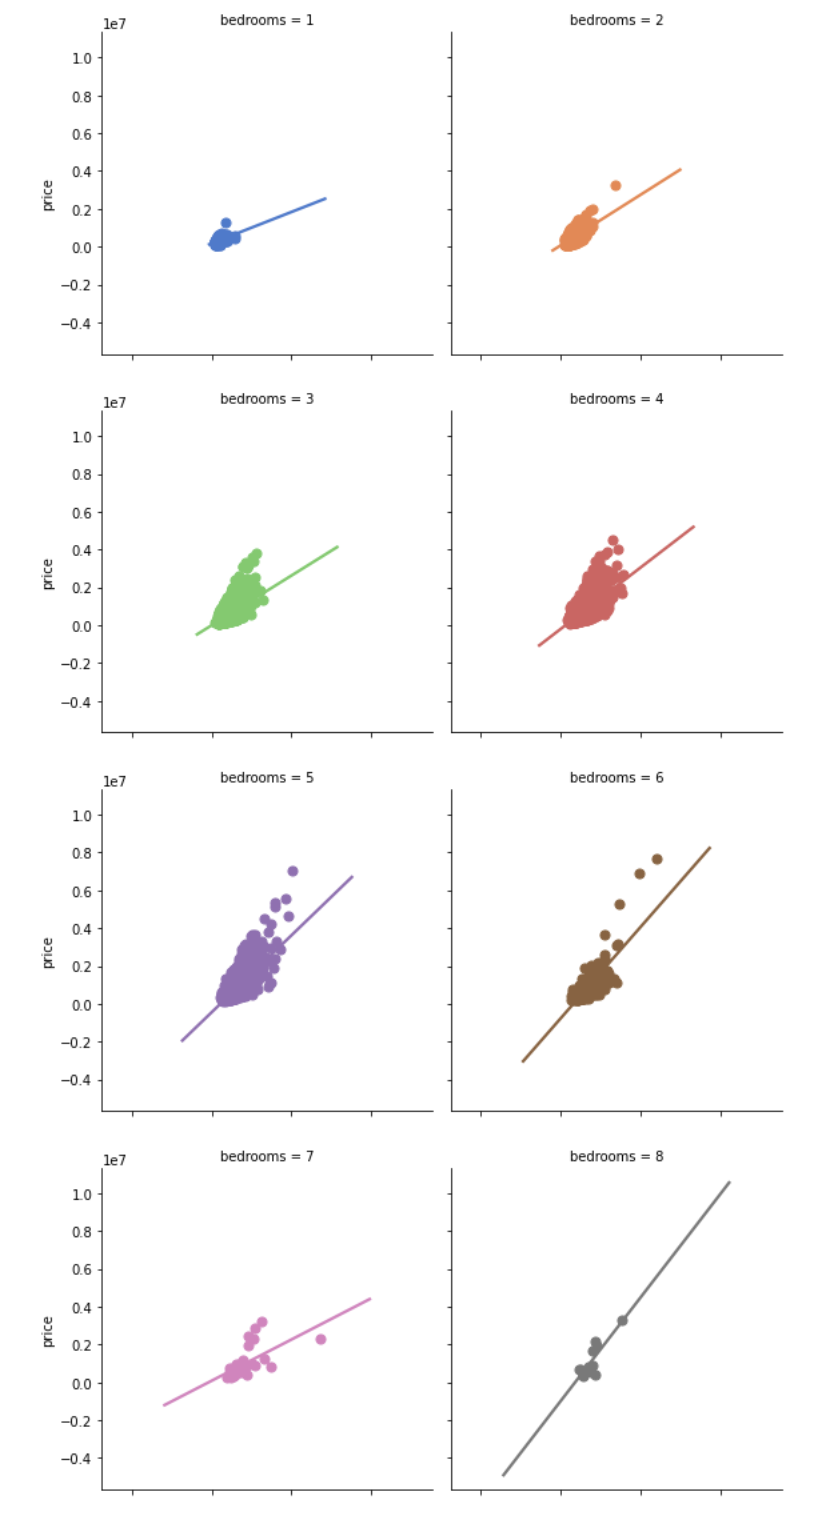 bedrooms = 1
bedrooms = 2
1e7
1.0
0.8
0.6
0.4
0.2
0.0
−0.2
−0.4
price
bedrooms = 3
bedrooms = 4
1e7
1.0
0.8
0.6
0.4
0.2
0.0
−0.2
−0.4
price
bedrooms = 5
bedrooms = 6
1e7
1.0
0.8
0.6
0.4
0.2
0.0
−0.2
−0.4
price
bedrooms = 7
bedrooms = 8
1e7
1.0
0.8
0.6
0.4
0.2
0.0
−0.2
−0.4
price